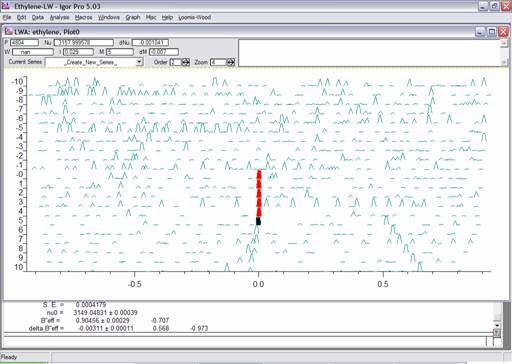 Ethylene-LW - Igor Pro 5.03
File Edit Analysis Macros Windows Graph Misc Help Loomis-Wood
LWA: ethylene, Plot0
P 4804 Nu 3157.999578 dNu -0.001041
W nan I 0.029 M 5 dM -0.007
Current Series _Create_New_Series_ Order 2 Zoom 4
-10
-9
-8
-7
-6
-5
-4
-3
-2
-1
-0
1
2
3
4
5
6
7
8
9
10
-0.5 0.0 0.5
S. E. = 0.0004179
nu0 = 3149.04831 ± 0.00039
B"eff = 0.90456 ± 0.00029 -0.707
delta B"eff = -0.00311 ± 0.00011 0.568 -0.973
Ready